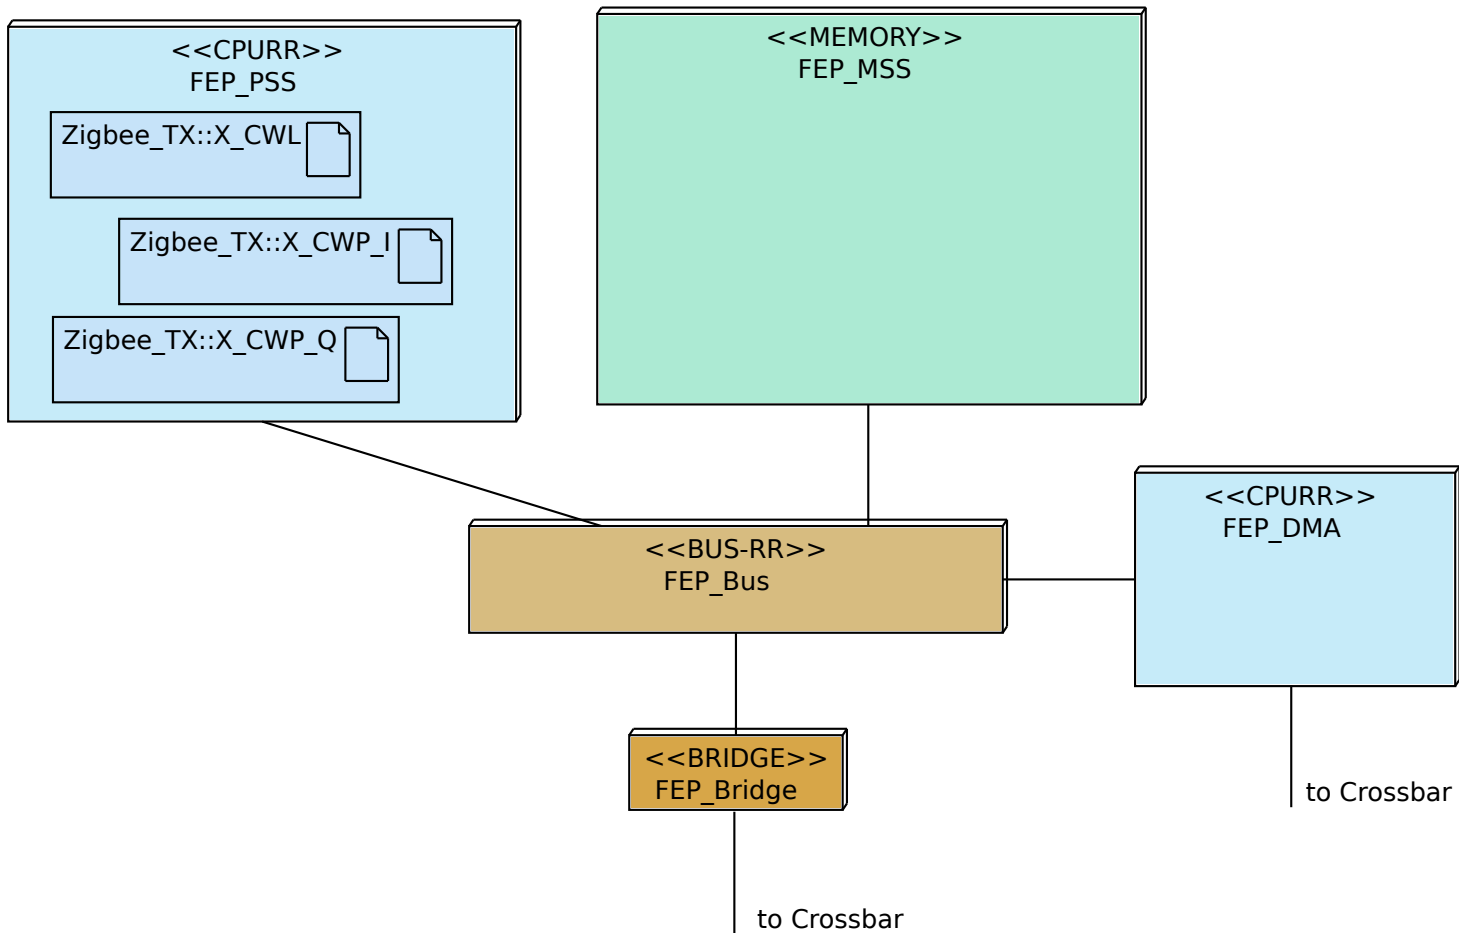 <<CPURR>>
FEP_PSS
Zigbee_TX::X_CWL
Zigbee_TX::X_CWP_I
Zigbee_TX::X_CWP_Q
<<MEMORY>>
FEP_MSS
<<CPURR>>
FEP_DMA
<<BUS-RR>>
FEP_Bus
<<BRIDGE>>
FEP_Bridge
to Crossbar
to Crossbar